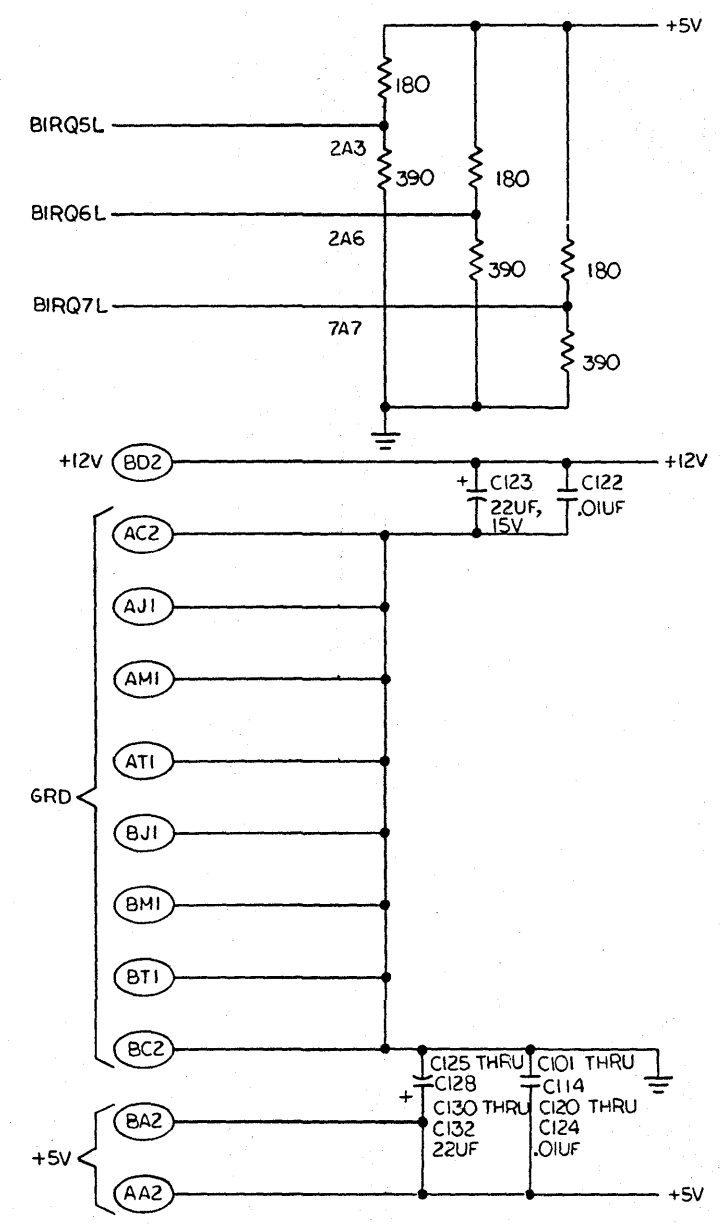 +5V
180
BIRQ5L
2A3
390
180
BIRQ6L
2A6
390
180
BIRQ7L
7A7
390
+12V
BD2
+12V
+
C123
22UF,
15V
C122
.01UF
AC2
AJ1
AM1
AT1
GRD
BJ1
BM1
BT1
BC2
C125 THRU
C128
+
C130 THRU
C132
22UF
C101 THRU
C114
C120 THRU
C124
.01UF
BA2
+5V
AA2
+5V